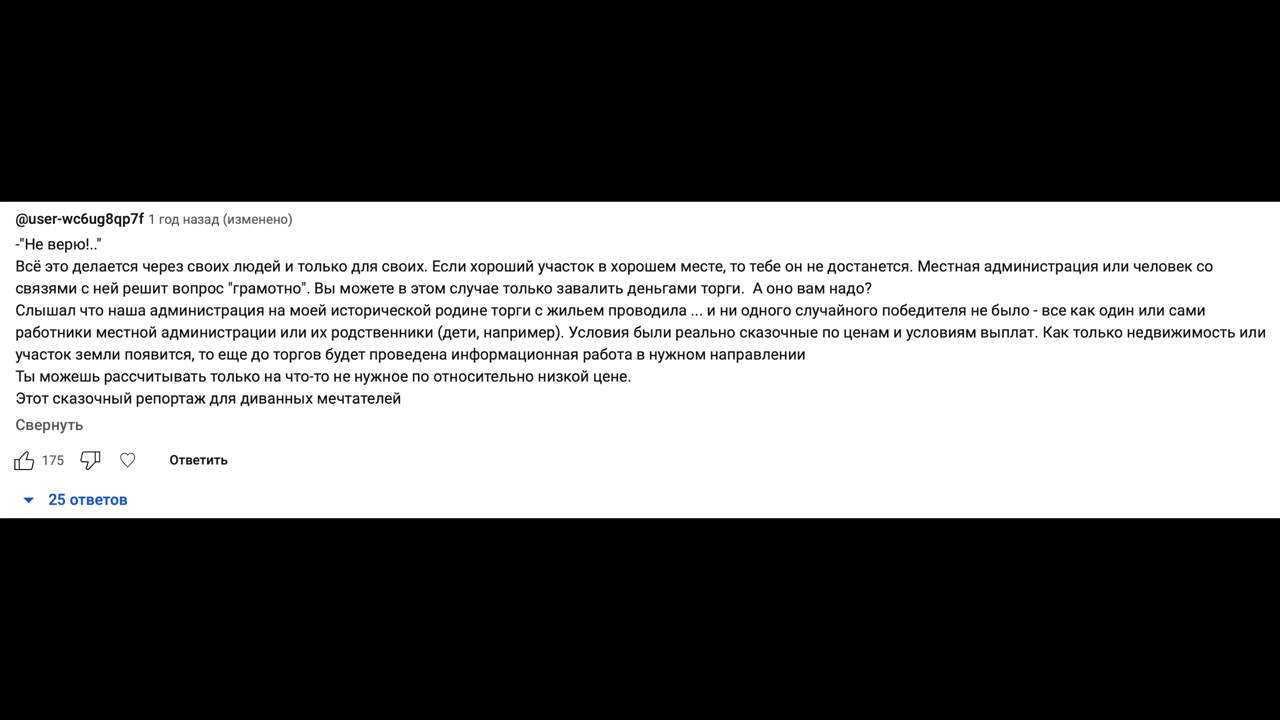 @user-wc6ug8qp7f 1 год назад (изменено)
-"Не верю!.."
Всё это делается через своих людей и только для своих. Если хороший участок в хорошем месте, то тебе он не достанется. Местная администрация или человек со
связями с ней решит вопрос "грамотно". Вы можете в этом случае только завалить деньгами торги.  А оно вам надо?
Слышал что наша администрация на моей исторической родине торги с жильем проводила ... и ни одного случайного победителя не было - все как один или сами
работники местной администрации или их родственники (дети, например). Условия были реально сказочные по ценам и условиям выплат. Как только недвижимость или
участок земли появится, то еще до торгов будет проведена информационная работа в нужном направлении
Ты можешь рассчитывать только на что-то не нужное по относительно низкой цене.
Этот сказочный репортаж для диванных мечтателей
Свернуть
175 Ответить
25 ответов